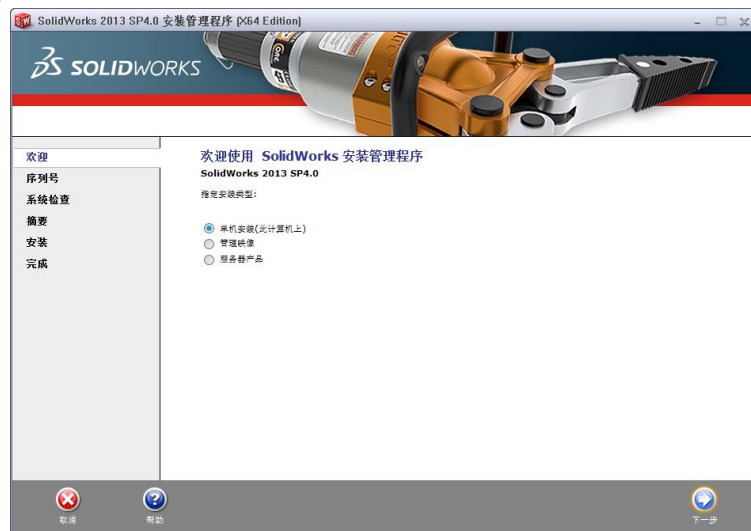 SolidWorks 2013 SP4.0 安装管理程序 (X64 Edition)
SOLIDWORKS
欢迎
序列号
系统检查
摘要
安装
完成
欢迎使用 SolidWorks 安装管理程序
SolidWorks 2013 SP4.0
指定安装类型:
单机安装(此计算机上)
管理映像
服务器产品
取消
帮助
下一步